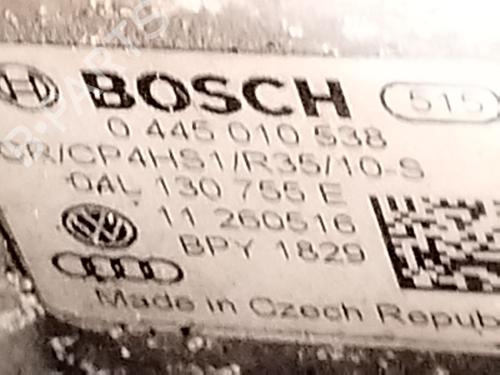 BOSCH 515
0 445 010 538
CR/CP4HS1/R35/10-S
0AL 130 755 E
11 260516
BPY 1829
Made in Czech Repub
B-PARTS